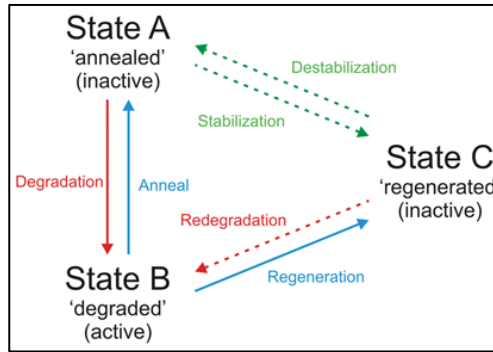 State A
'annealed'
(inactive)
Destabilization
Stabilization
State C
'regenerated'
(inactive)
Degradation
Anneal
Redegradation
Regeneration
State B
'degraded'
(active)